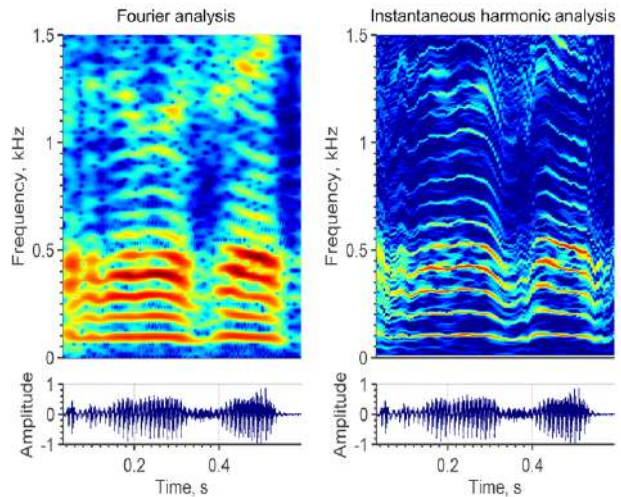 Fourier analysis
Instantaneous harmonic analysis
1.5
1
0.5
0
Frequency, kHz
1.5
1
0.5
0
Frequency, kHz
1
0
-1
Amplitude
0.2 0.4
Time, s
1
0
-1
Amplitude
0.2 0.4
Time, s